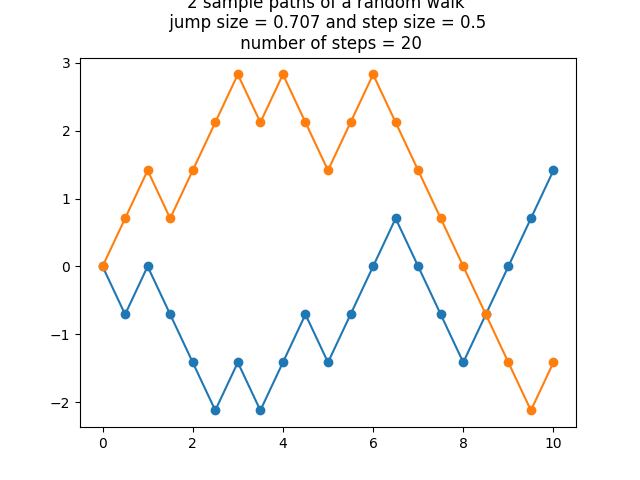 2 sample paths of a random walk
jump size = 0.707 and step size = 0.5
number of steps = 20
3
2
1
0
−1
−2
0 2 4 6 8 10